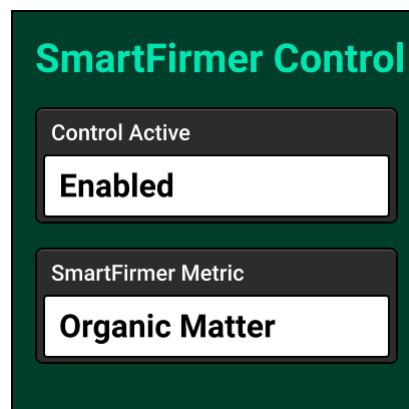 SmartFirmer Control
Control Active
Enabled
SmartFirmer Metric
Organic Matter